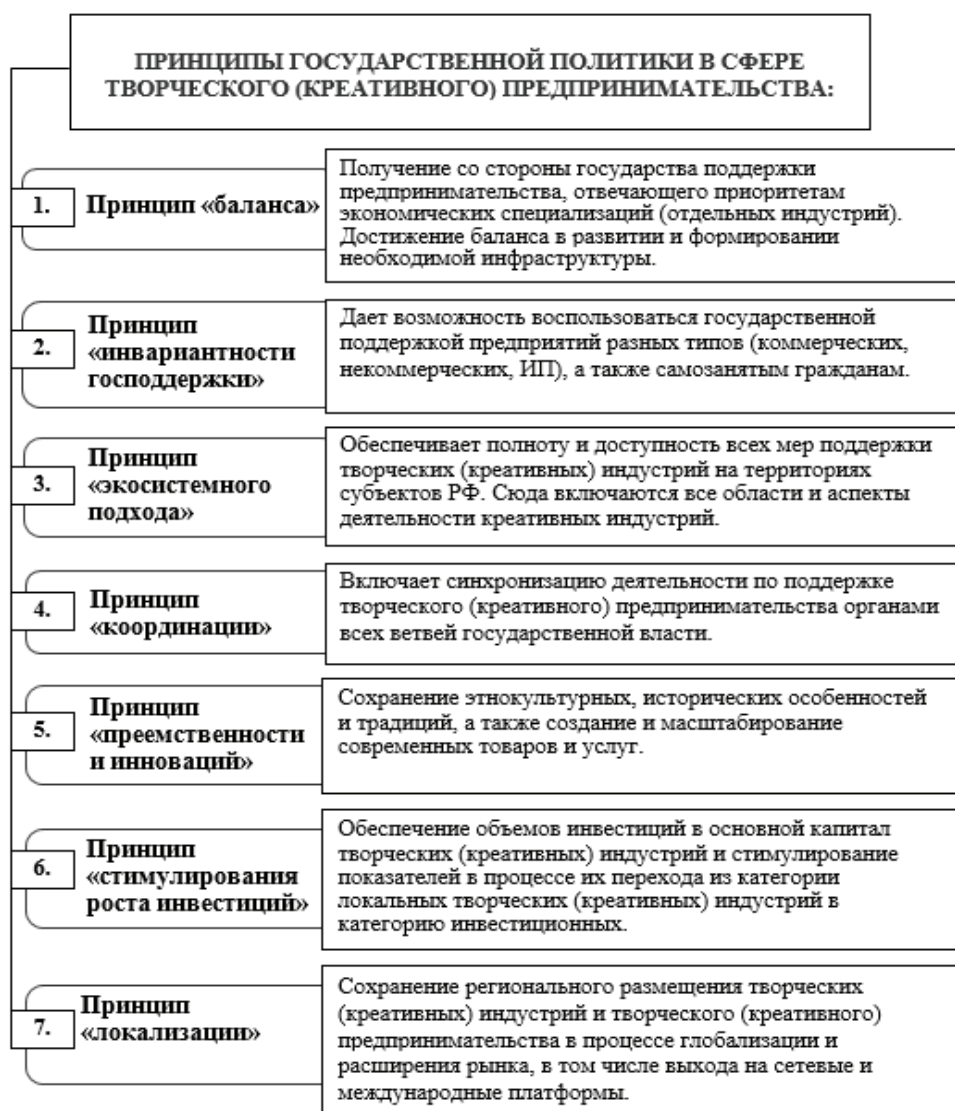 ПРИНЦИПЫ ГОСУДАРСТВЕННОЙ ПОЛИТИКИ В СФЕРЕ
ТВОРЧЕСКОГО (КРЕАТИВНОГО) ПРЕДПРИНИМАТЕЛЬСТВА:
1.
Принцип «баланса»
Получение со стороны государства поддержки
предпринимательства, отвечающего приоритетам
экономических специализаций (отдельных индустрий).
Достижение баланса в развитии и формировании
необходимой инфраструктуры.
2.
Принцип
«инвариантности
господдержки»
Дает возможность воспользоваться государственной
поддержкой предприятий разных типов (коммерческих,
некоммерческих, ИП), а также самозанятым гражданам.
3.
Принцип
«экосистемного
подхода»
Обеспечивает полноту и доступность всех мер поддержки
творческих (креативных) индустрий на территориях
субъектов РФ. Сюда включаются все области и аспекты
деятельности креативных индустрий.
4.
Принцип
«координации»
Включает синхронизацию деятельности по поддержке
творческого (креативного) предпринимательства органами
всех ветвей государственной власти.
5.
Принцип
«преемственности
и инноваций»
Сохранение этнокультурных, исторических особенностей
и традиций, а также создание и масштабирование
современных товаров и услуг.
6.
Принцип
«стимулирования
роста инвестиций»
Обеспечение объемов инвестиций в основной капитал
творческих (креативных) индустрий и стимулирование
показателей в процессе их перехода из категории
локальных творческих (креативных) индустрий в
категорию инвестиционных.
7.
Принцип
«локализации»
Сохранение регионального размещения творческих
(креативных) индустрий и творческого (креативного)
предпринимательства в процессе глобализации и
расширения рынка, в том числе выхода на сетевые и
международные платформы.